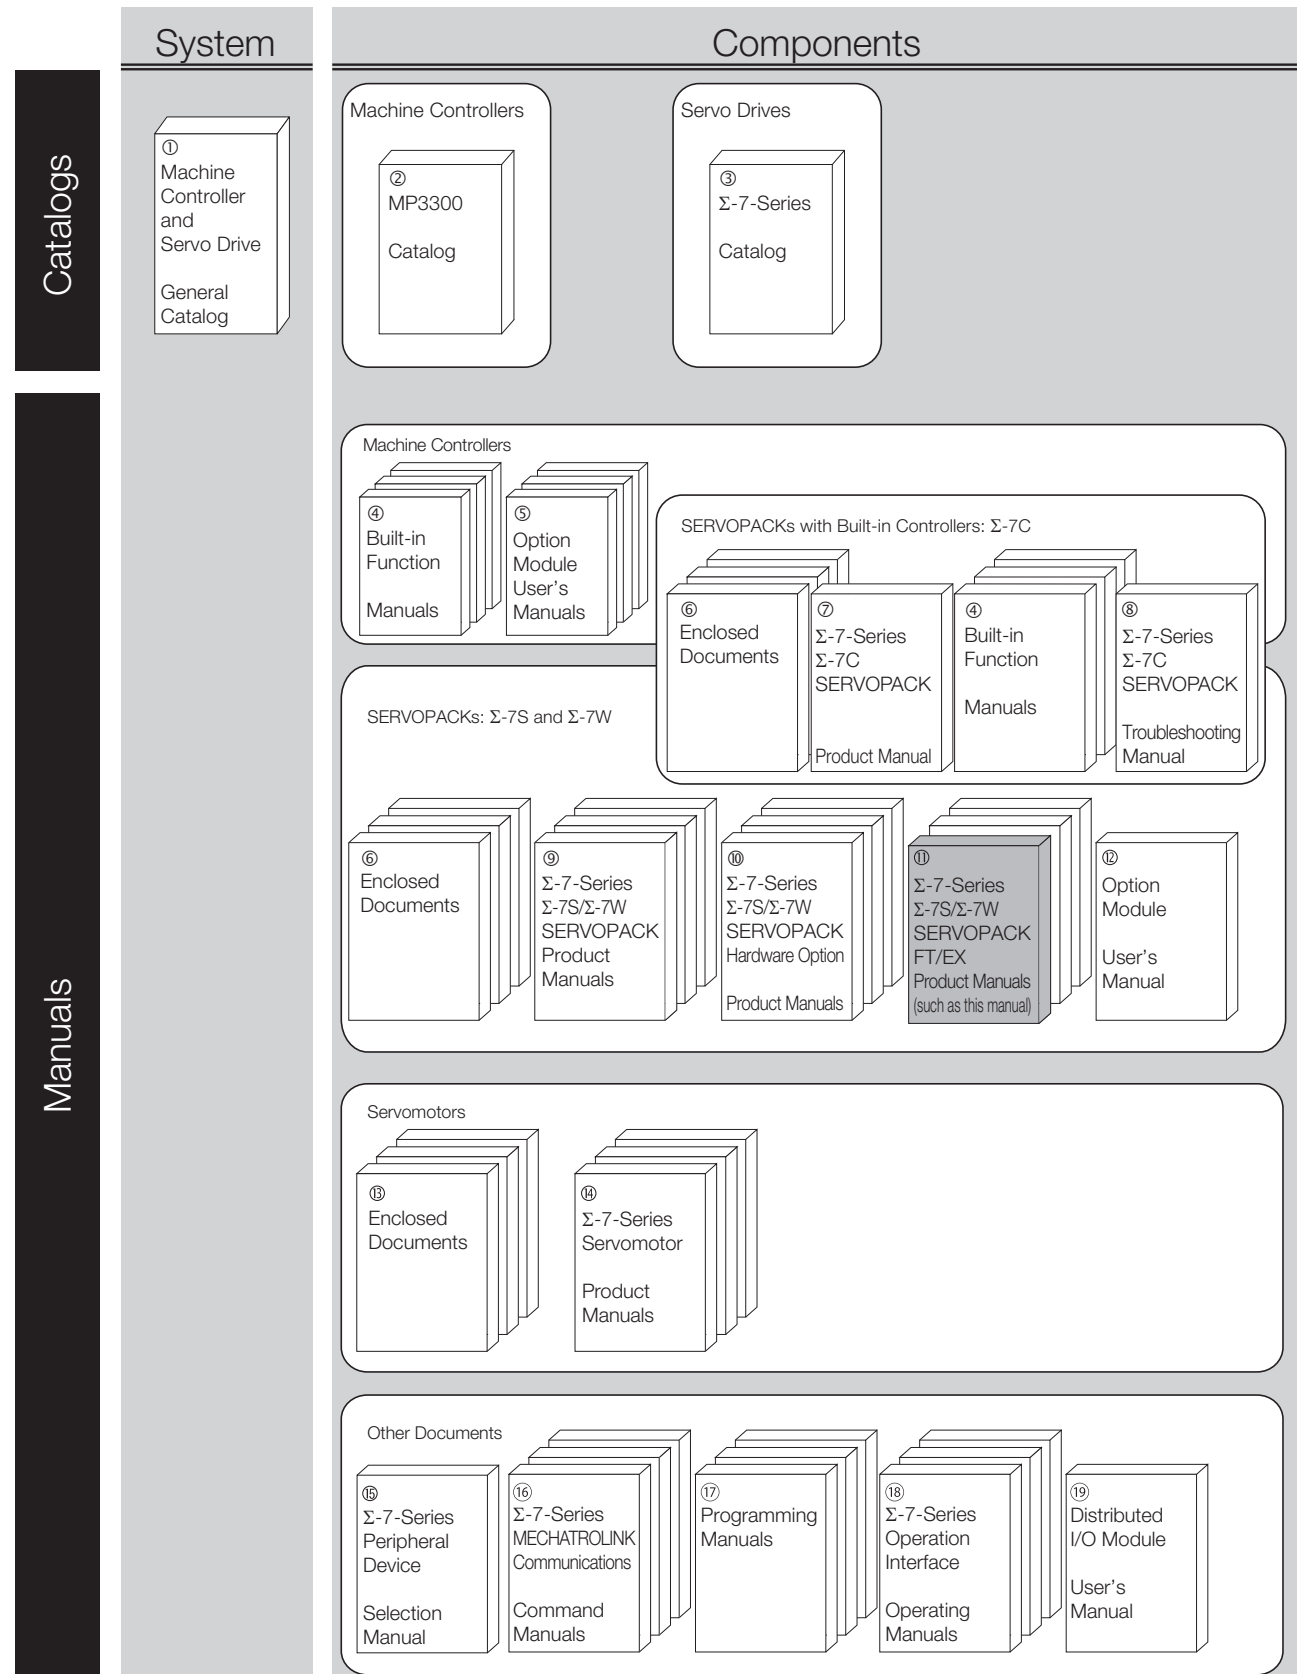 System
Components
Catalogs
①
Machine
Controller
and
Servo Drive
General
Catalog
Machine Controllers
②
MP3300
Catalog
Servo Drives
③
Σ-7-Series
Catalog
Manuals
Machine Controllers
④
Built-in
Function
Manuals
⑤
Option
Module
User's
Manuals
SERVOPACKs with Built-in Controllers: Σ-7C
⑥
Enclosed
Documents
⑦
Σ-7-Series
Σ-7C
SERVOPACK
Product Manual
④
Built-in
Function
Manuals
⑧
Σ-7-Series
Σ-7C
SERVOPACK
Troubleshooting
Manual
SERVOPACKs: Σ-7S and Σ-7W
⑥
Enclosed
Documents
⑨
Σ-7-Series
Σ-7S/Σ-7W
SERVOPACK
Product
Manuals
⑩
Σ-7-Series
Σ-7S/Σ-7W
SERVOPACK
Hardware Option
Product Manuals
⑪
Σ-7-Series
Σ-7S/Σ-7W
SERVOPACK
FT/EX
Product Manuals
(such as this manual)
⑫
Option
Module
User's
Manual
Servomotors
⑬
Enclosed
Documents
⑭
Σ-7-Series
Servomotor
Product
Manuals
Other Documents
⑮
Σ-7-Series
Peripheral
Device
Selection
Manual
⑯
Σ-7-Series
MECHATROLINK
Communications
Command
Manuals
⑰
Programming
Manuals
⑱
Σ-7-Series
Operation
Interface
Operating
Manuals
⑲
Distributed
I/O Module
User's
Manual